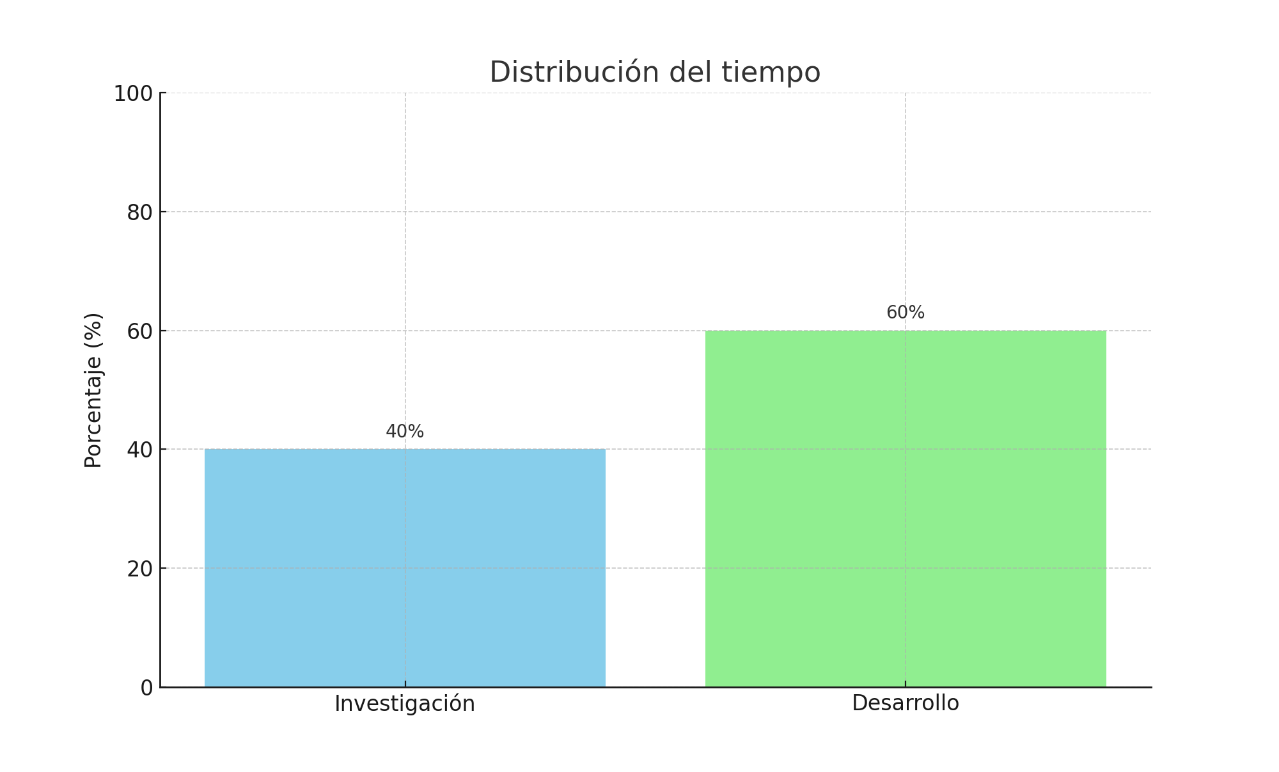 Distribución del tiempo
Porcentaje (%)
100
80
60
40
20
0
40%
60%
Investigación
Desarrollo